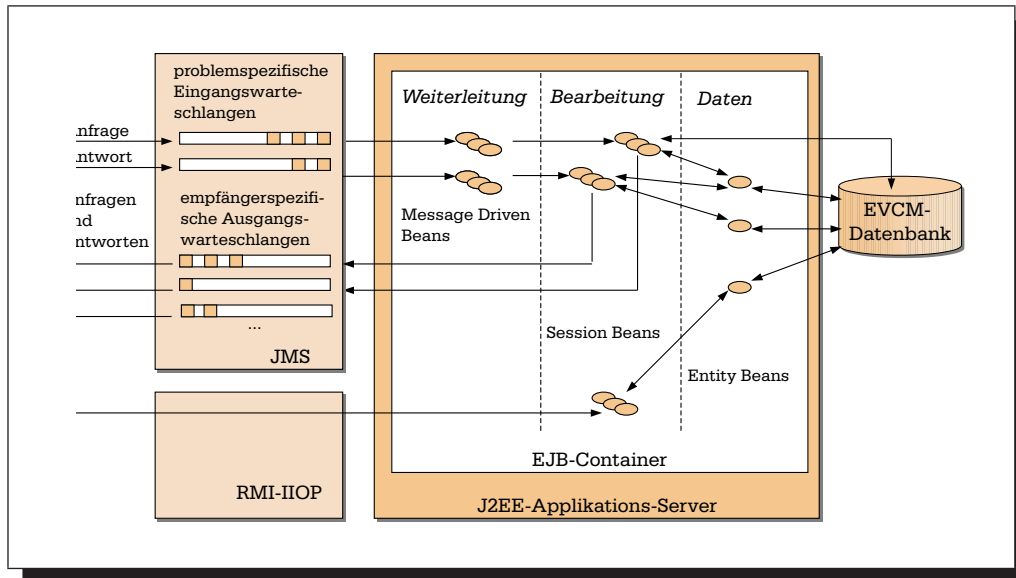 problemspezifische
Eingangswarte-
schlangen
nfrage
ntwort
nfragen
nd
ntworten
empfängerspezifi-
sche Ausgangs-
warteschlangen
...
JMS
RMI-IIOP
Weiterleitung
Bearbeitung
Daten
Message Driven
Beans
Session Beans
Entity Beans
EJB-Container
J2EE-Applikations-Server
EVCM-
Datenbank